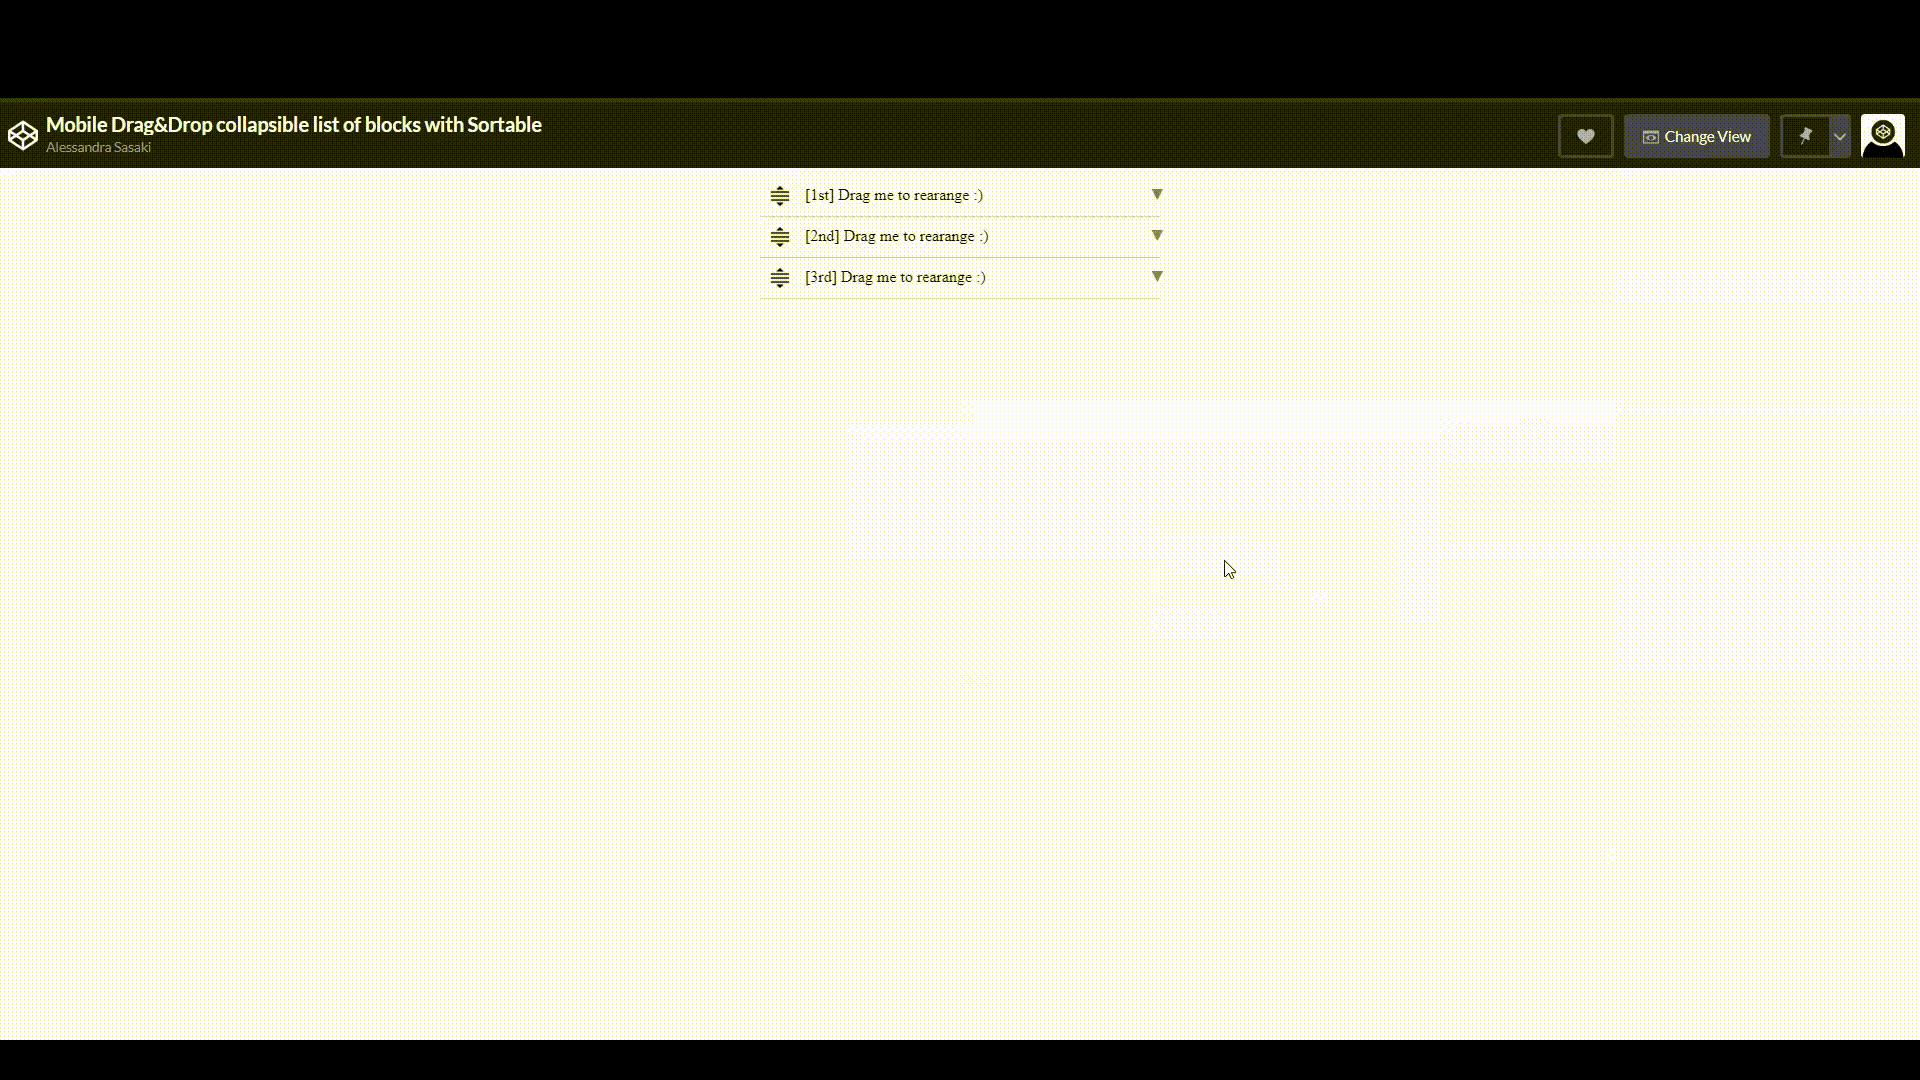 Mobile Drag&Drop collapsible list of blocks with Sortable
Alessandra Sasaki
Change View
[1st] Drag me to rearange :)
[2nd] Drag me to rearange :)
[3rd] Drag me to rearange :)